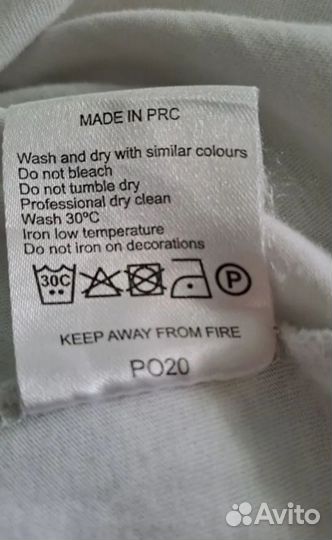 MADE IN PRC
Wash and dry with similar colours
Do not bleach
Do not tumble dry
Professional dry clean
Wash 30ºC
Iron low temperature
Do not iron on decorations
30C
P
KEEP AWAY FROM FIRE
PO20
Avito